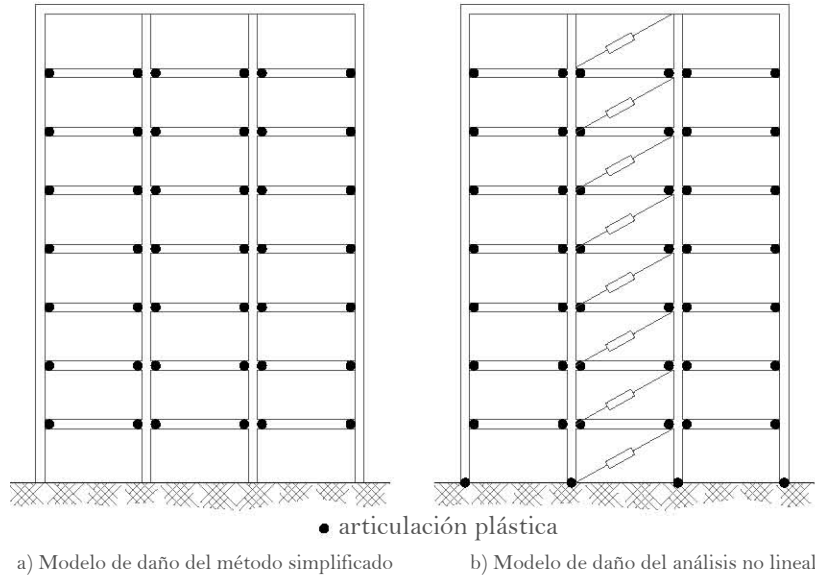 articulación plástica
a) Modelo de daño del método simplificado
b) Modelo de daño del análisis no lineal